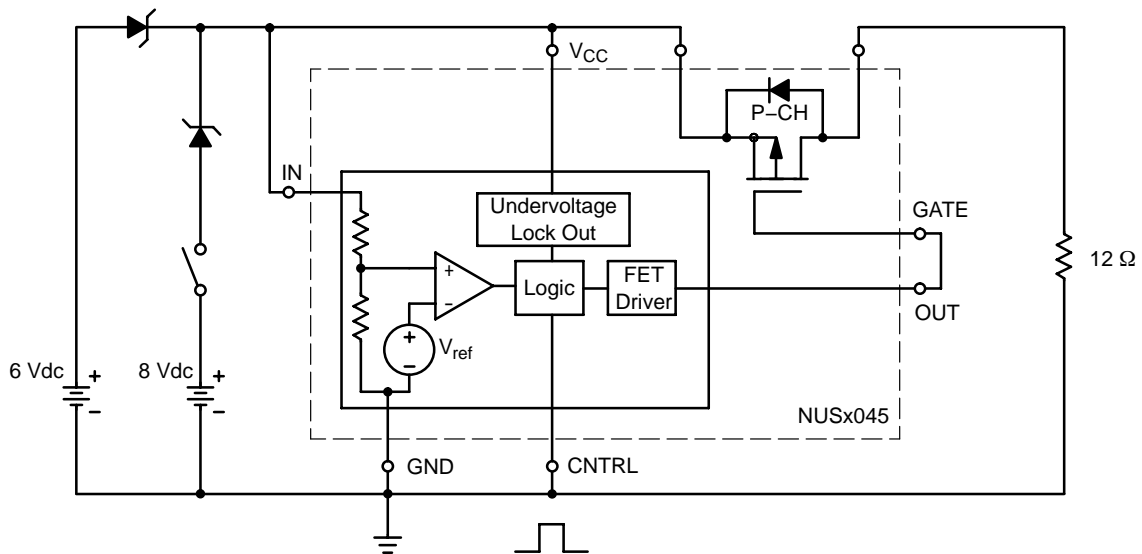 V_CC
P–CH
IN
Undervoltage
Lock Out
GATE
+
–
Logic
FET
Driver
12 Ω
OUT
+
–
V_ref
6 Vdc
+
–
8 Vdc
+
–
NUSx045
GND
CNTRL